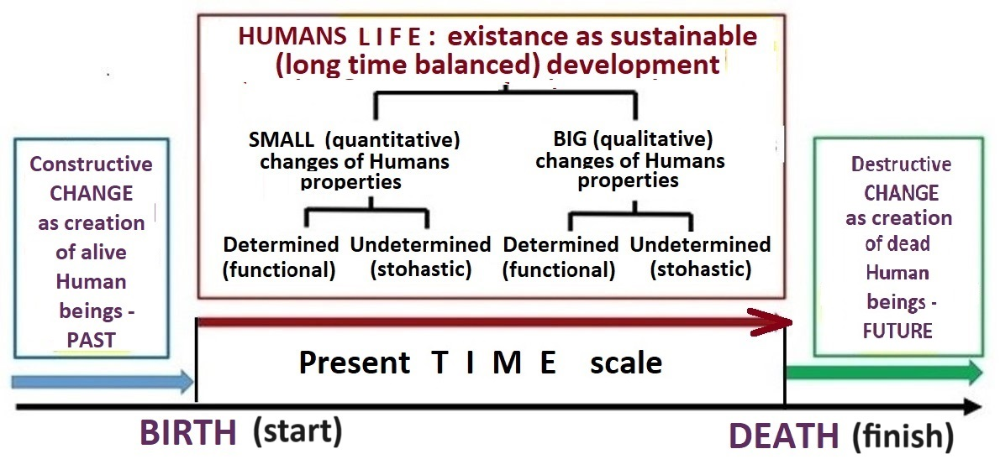 HUMANS L I F E : existance as sustainable
(long time balanced) development
SMALL (quantitative)
changes of Humans
properties
BIG (qualitative)
changes of Humans
properties
Determined
(functional)
Undetermined
(stohastic)
Determined
(functional)
Undetermined
(stohastic)
Constructive
CHANGE
as creation
of alive
Human
beings -
PAST
Destructive
CHANGE
as creation
of dead
Human
beings -
FUTURE
Present T I M E scale
BIRTH (start)
DEATH (finish)